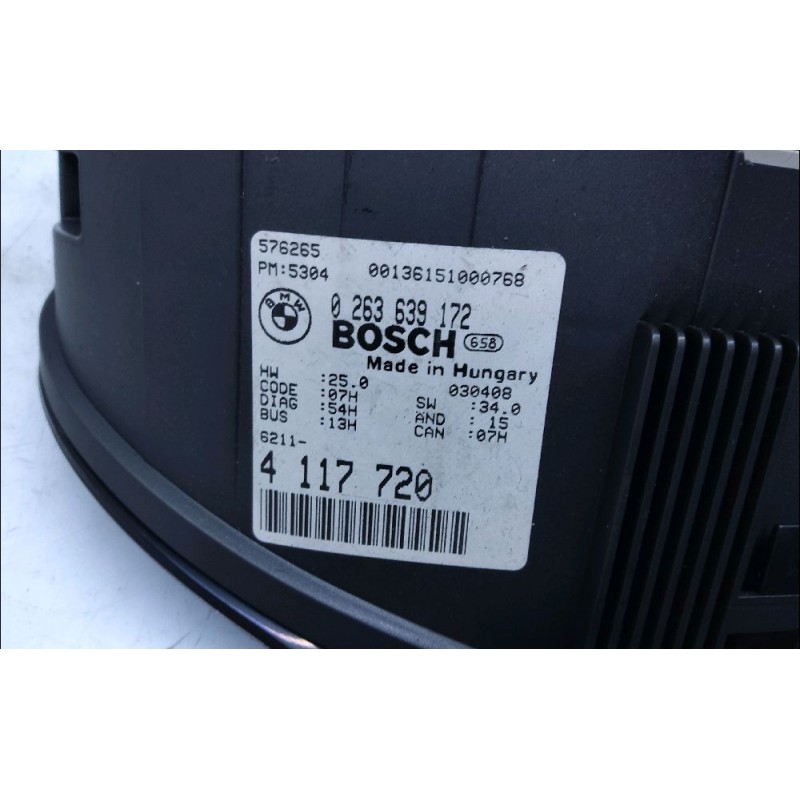 576265
PM:5304 00136151000768
BMW
0 263 639 172
BOSCH 658
Made in Hungary
HW :25.0 030408
CODE :07H SW :34.0
DIAG :54H AND : 15
BUS :13H CAN :07H
6211-
4 117 720